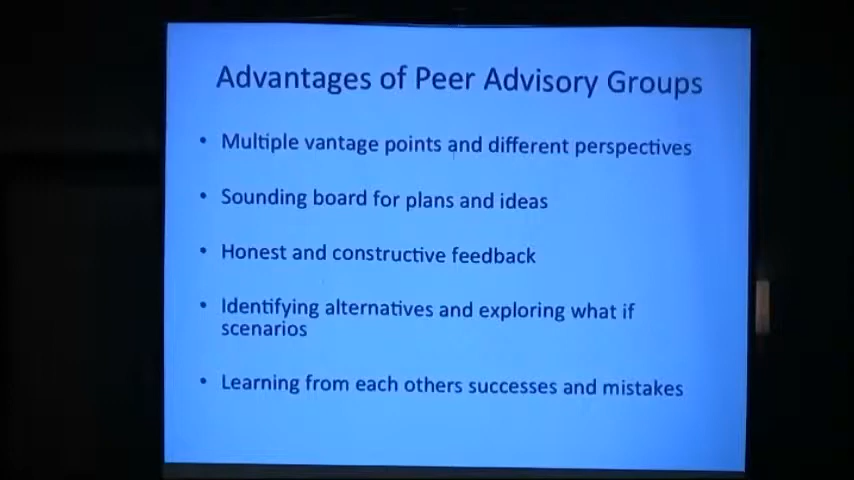 Advantages of Peer Advisory Groups
• Multiple vantage points and different perspectives
• Sounding board for plans and ideas
• Honest and constructive feedback
• Identifying alternatives and exploring what if
scenarios
• Learning from each others successes and mistakes